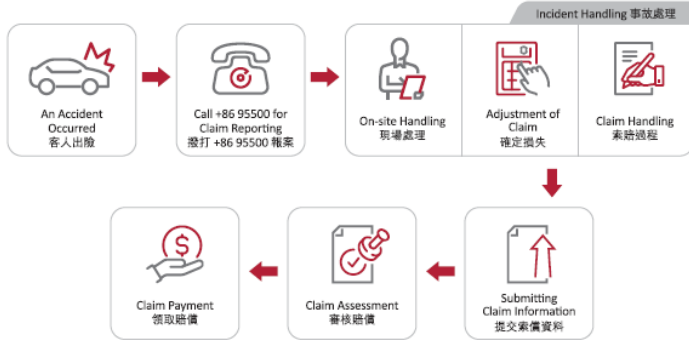 Incident Handling 事故處理
An Accident
Occurred
客人出險
Call +86 95500 for
Claim Reporting
撥打 +86 95500 報案
On-site Handling
現場處理
Adjustment of
Claim
確定損失
Claim Handling
索賠過程
Submitting
Claim Information
提交索償資料
Claim Assessment
審核賠償
Claim Payment
領取賠償
$